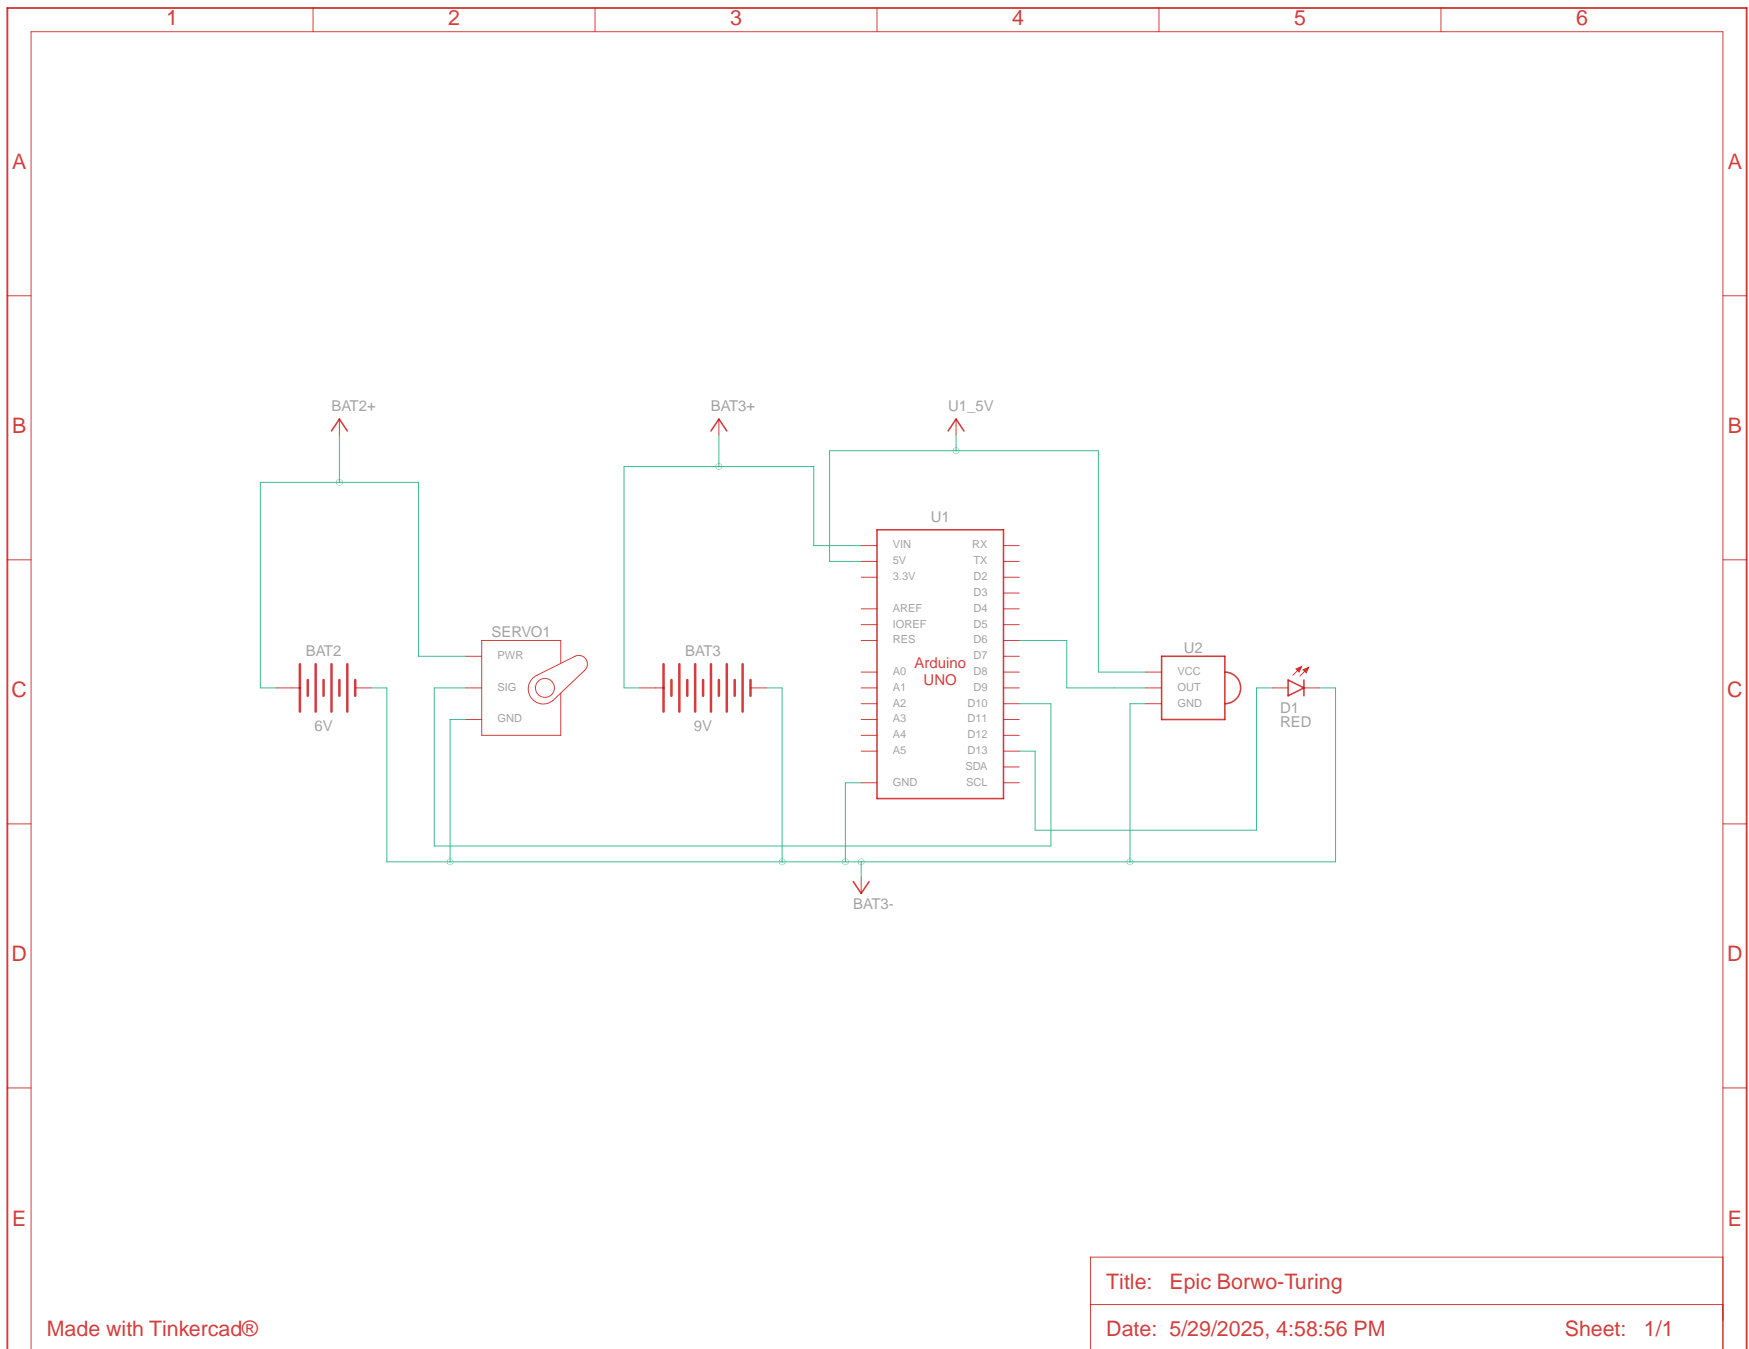 1 2 3 4 5 6
A A
B B
BAT2+ BAT3+ U1_5V
U1
VIN RX
5V TX
3.3V D2
D3
AREF D4
IOREF D5
RES D6
D7
A0 D8
A1 D9
A2 D10
A3 D11
A4 D12
A5 D13
SDA
GND SCL
Arduino
UNO
SERVO1
PWR
SIG
GND
BAT2
6V
BAT3
9V
U2
VCC
OUT
GND
D1
RED
C C
BAT3-
D D
E E
Title: Epic Borwo-Turing
Made with Tinkercad®
Date: 5/29/2025, 4:58:56 PM Sheet: 1/1